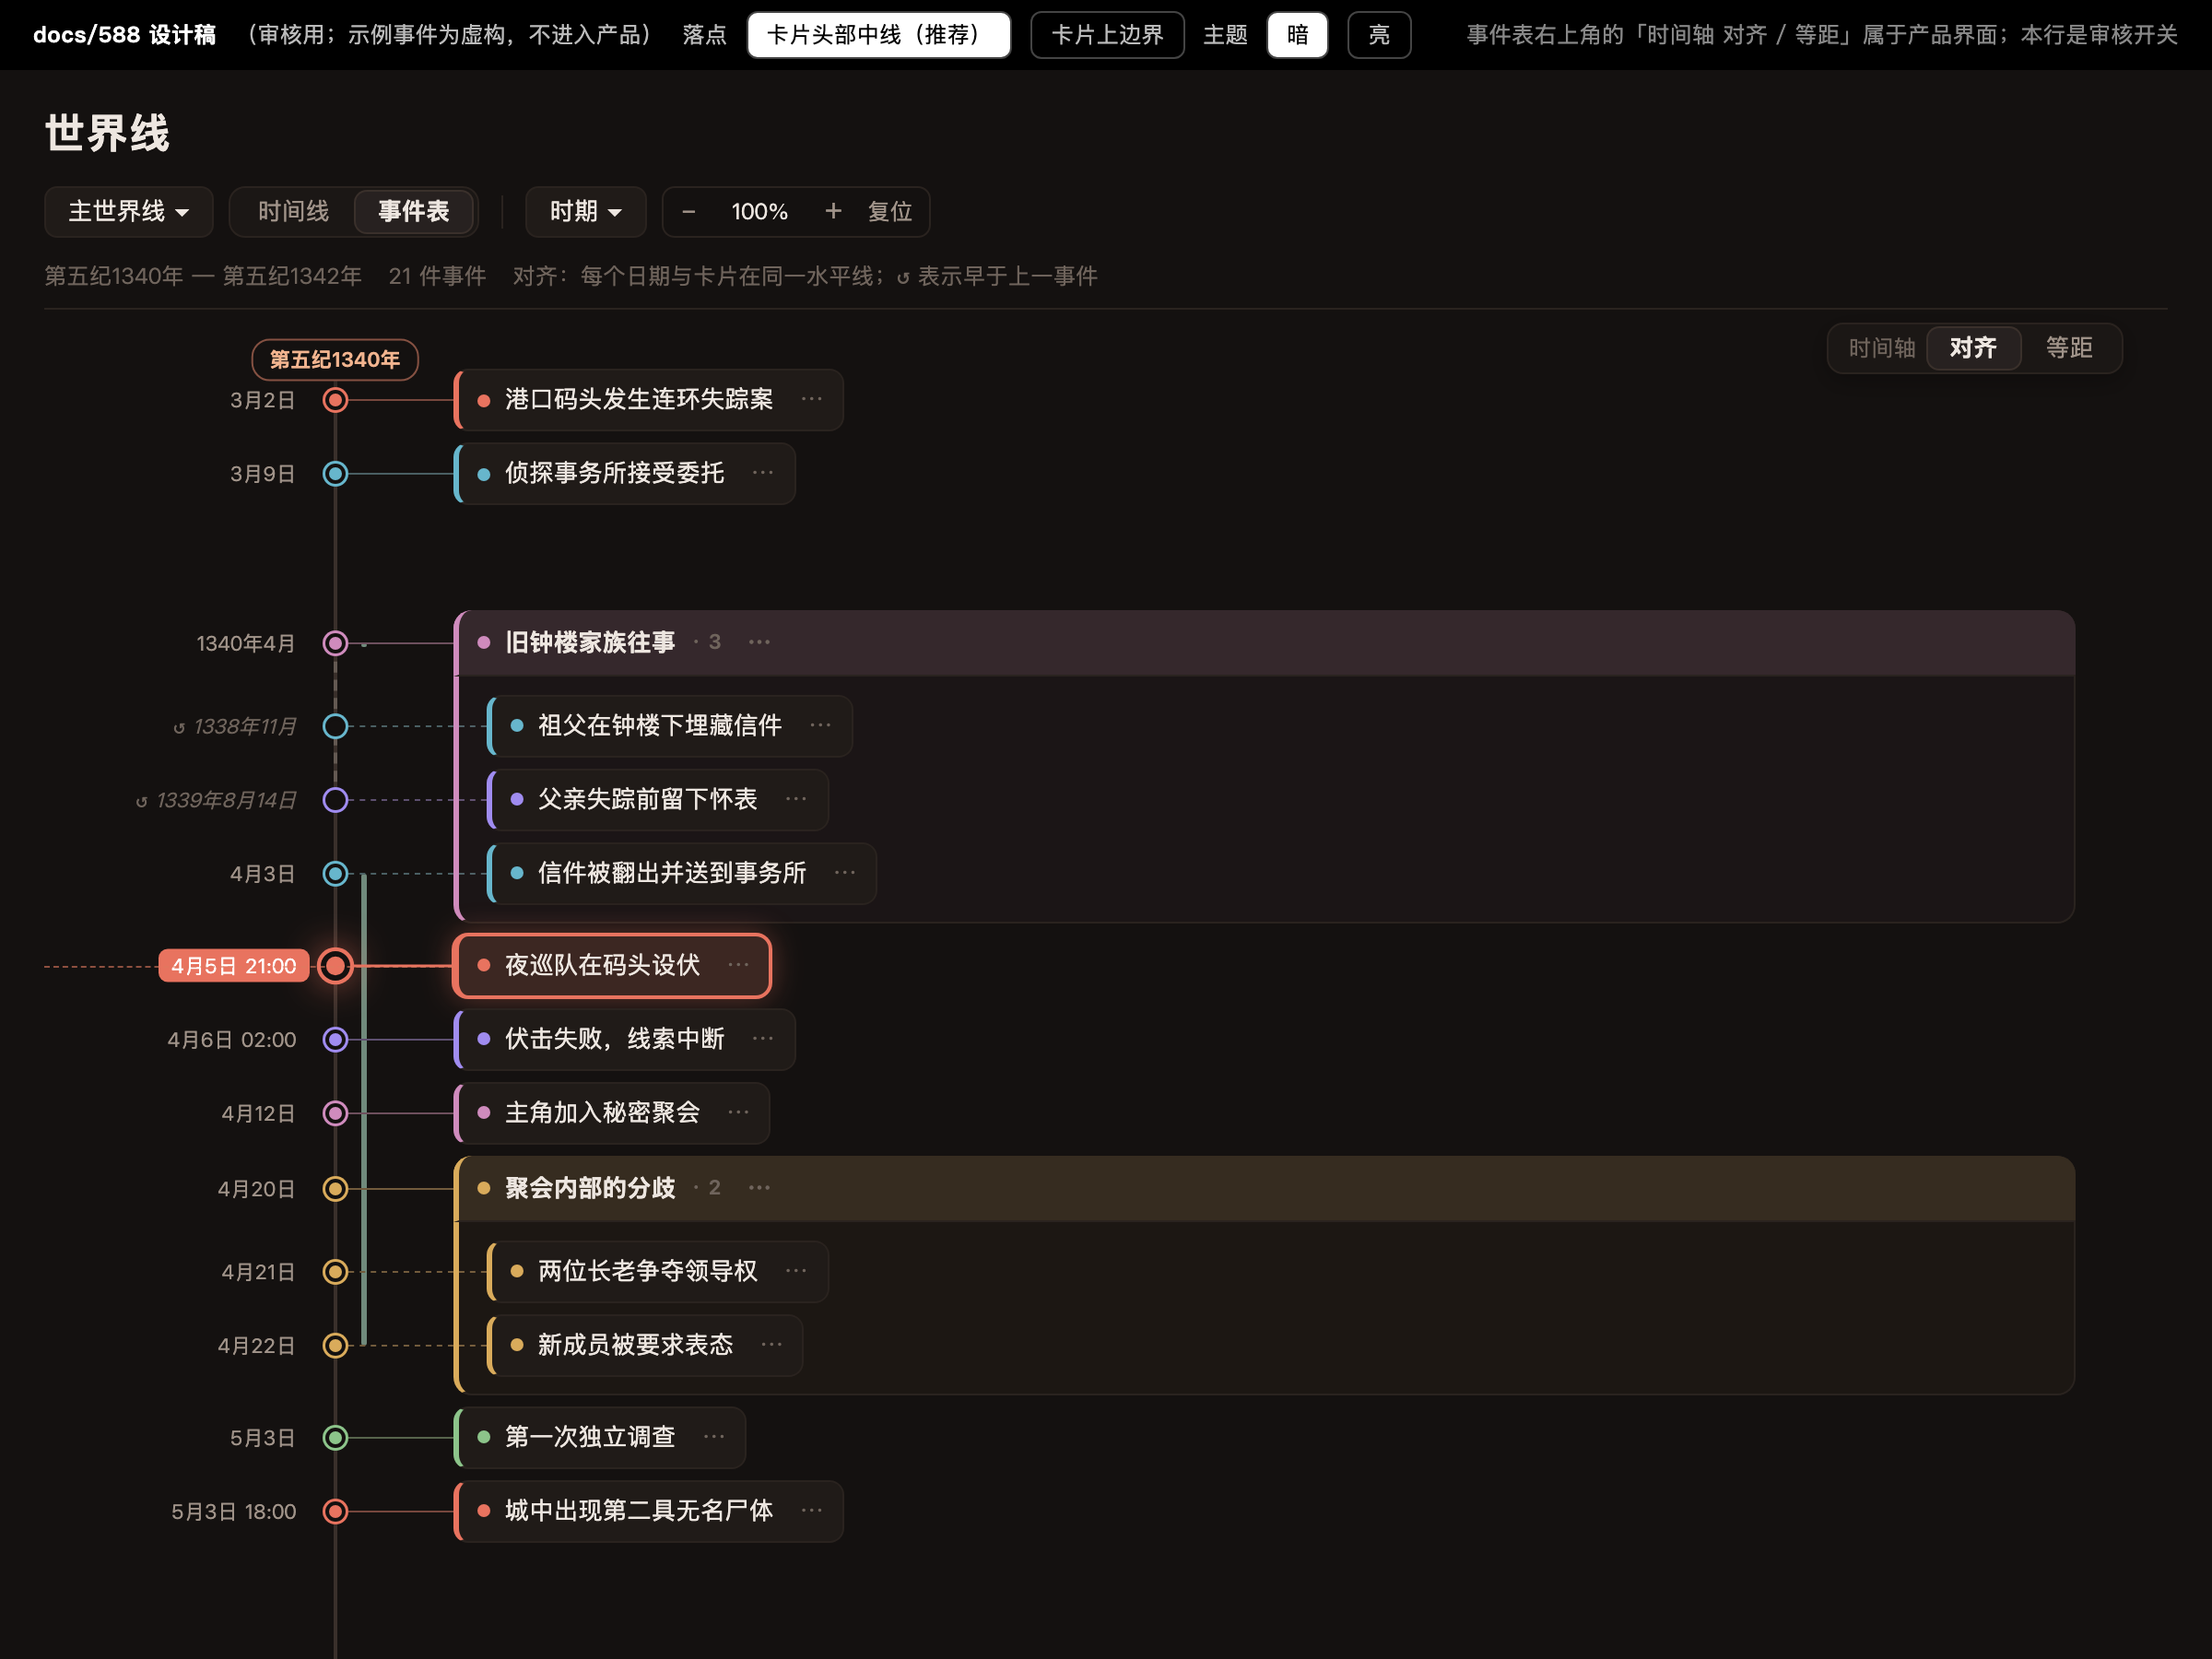 docs/588 设计稿 （审核用；示例事件为虚构，不进入产品） 落点 卡片头部中线（推荐） 卡片上边界 主题 暗 亮 事件表右上角的「时间轴 对齐 / 等距」属于产品界面；本行是审核开关
世界线
主世界线 时间线 事件表 时期 − 100% + 复位
第五纪1340年 — 第五纪1342年 21 件事件 对齐：每个日期与卡片在同一水平线；↺ 表示早于上一事件
时间轴 对齐 等距
第五纪1340年
3月2日 港口码头发生连环失踪案 ···
3月9日 侦探事务所接受委托 ···
1340年4月 旧钟楼家族往事 · 3 ···
↺ 1338年11月 祖父在钟楼下埋藏信件 ···
↺ 1339年8月14日 父亲失踪前留下怀表 ···
4月3日 信件被翻出并送到事务所 ···
4月5日 21:00 夜巡队在码头设伏 ···
4月6日 02:00 伏击失败，线索中断 ···
4月12日 主角加入秘密聚会 ···
4月20日 聚会内部的分歧 · 2 ···
4月21日 两位长老争夺领导权 ···
4月22日 新成员被要求表态 ···
5月3日 第一次独立调查 ···
5月3日 18:00 城中出现第二具无名尸体 ···